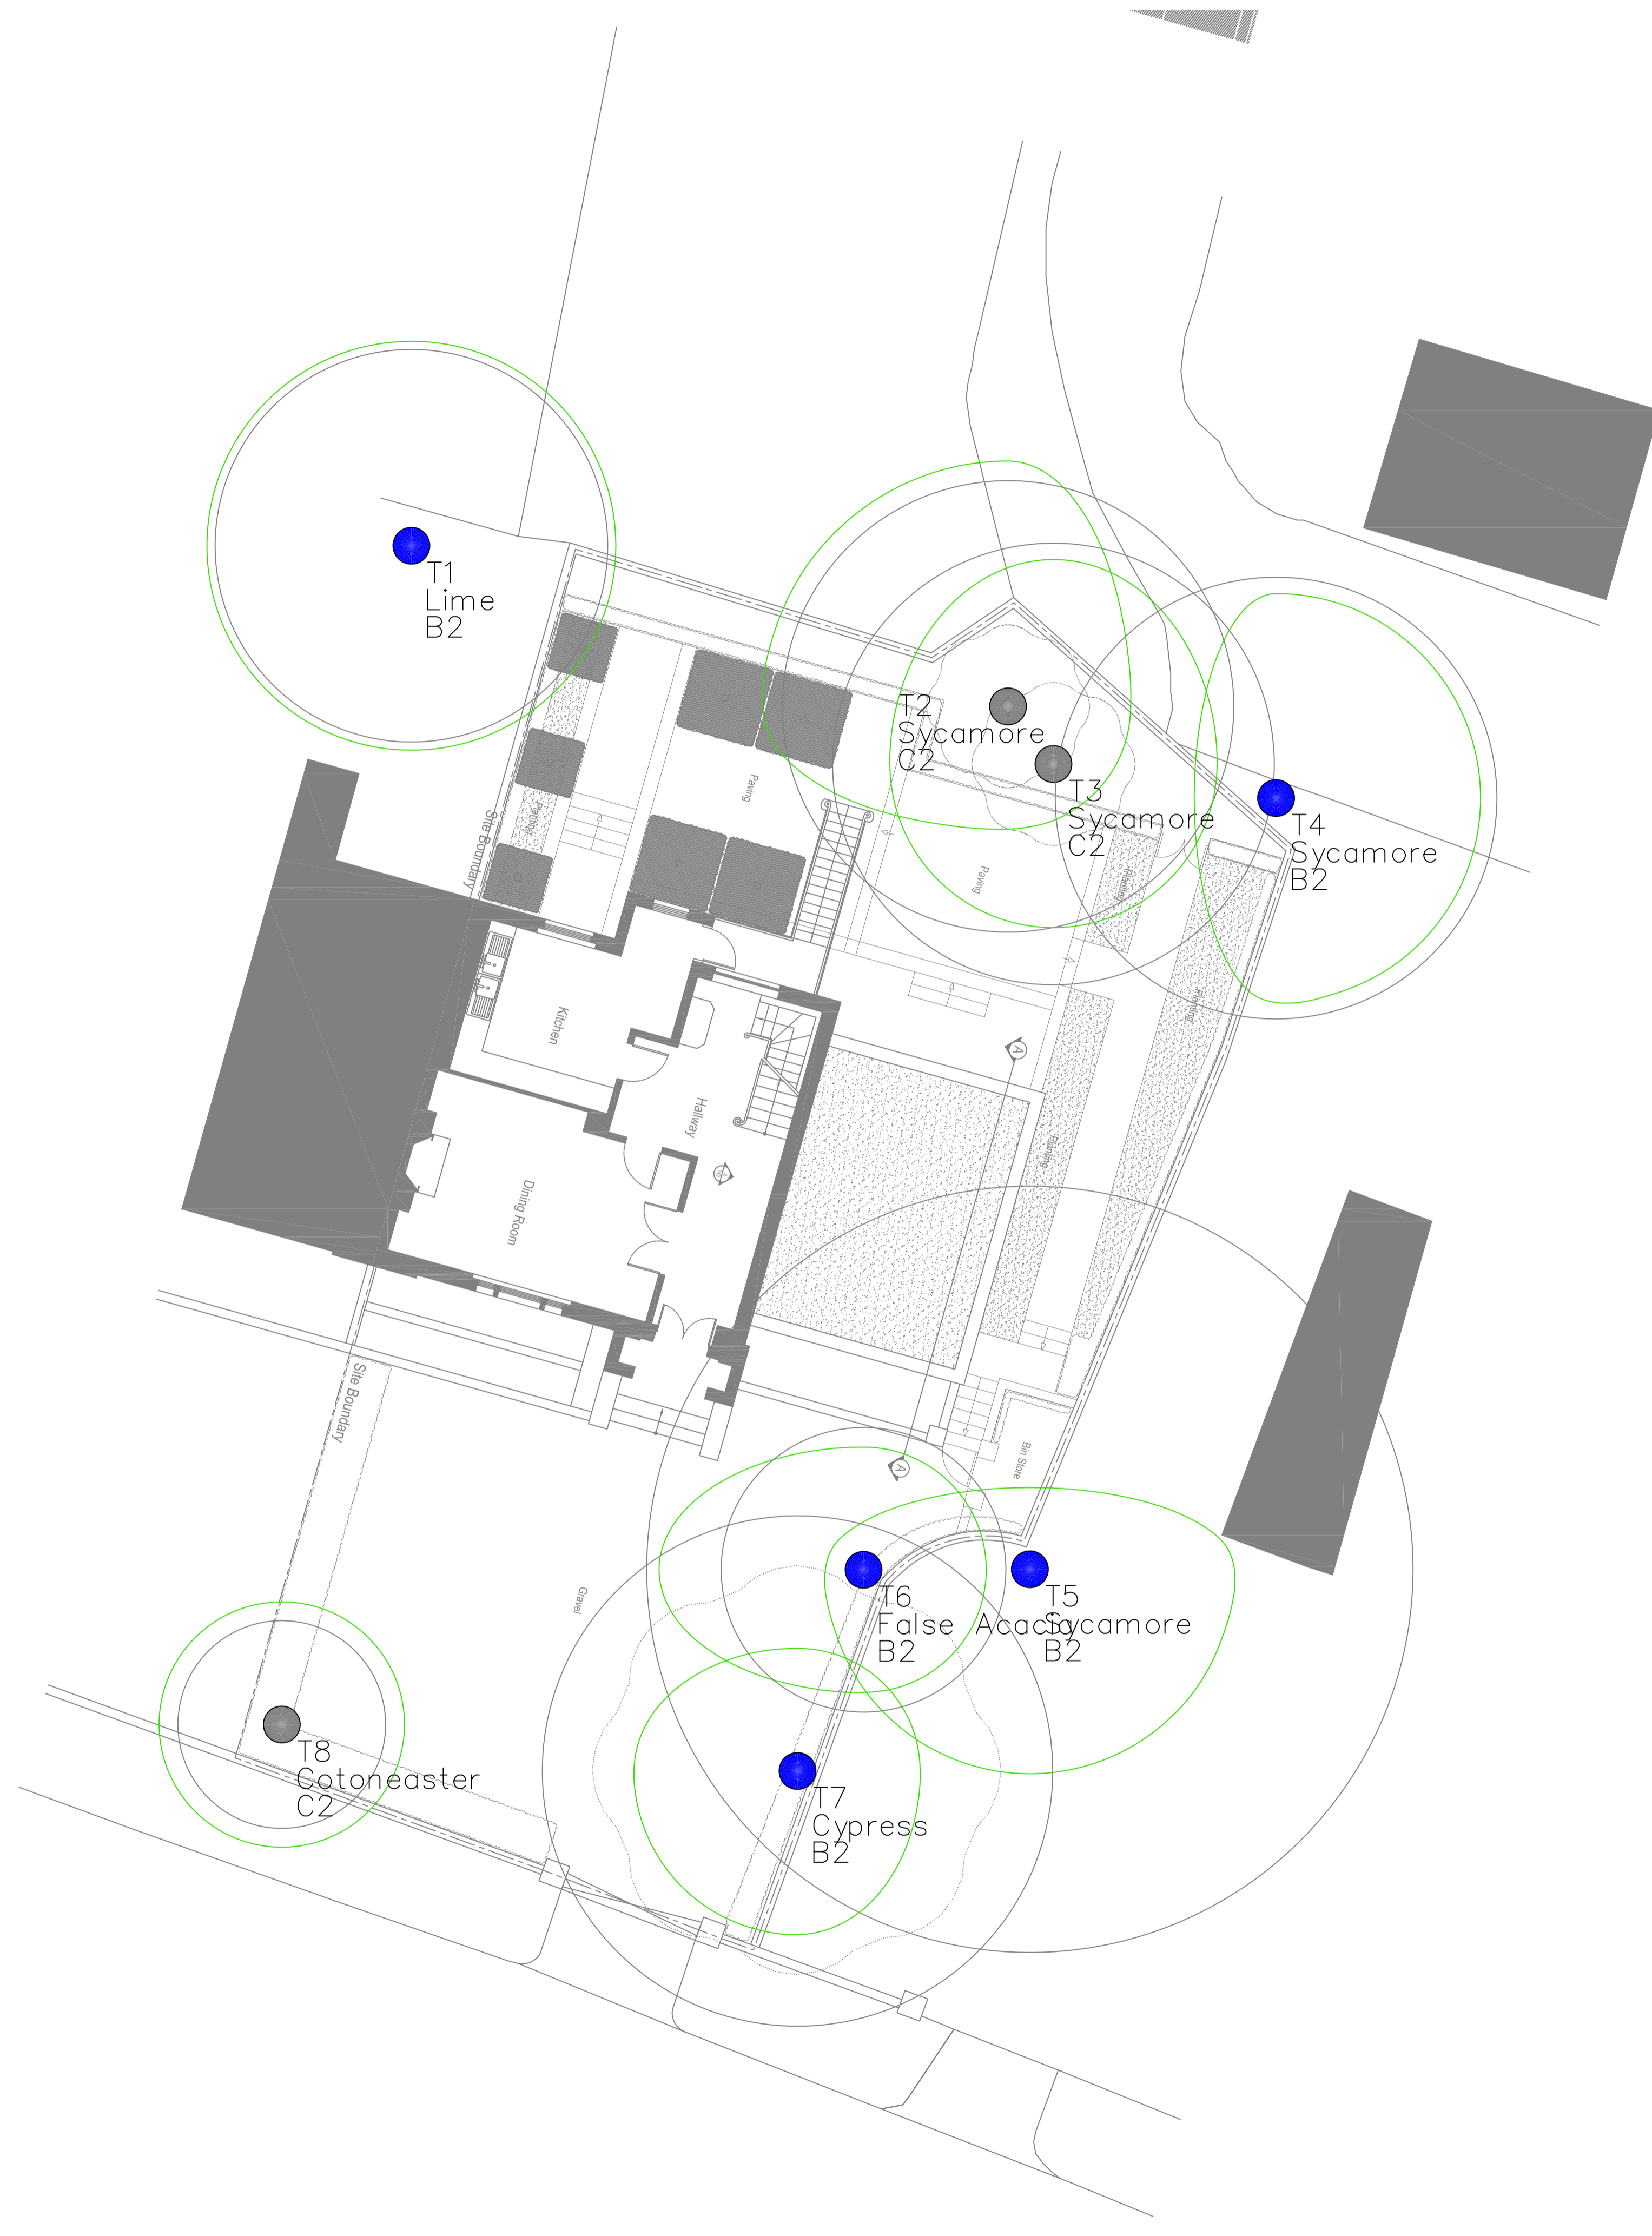 T1
Lime
B2
T2
Sycamore
C2
T3
Sycamore
C2
T4
Sycamore
B2
Site Boundary
Planting
Paving
Paving
Planting
Planting
Kitchen
Hallway
Planting
Dining Room
A
A
Site Boundary
Bin Store
Gravel
T6
False Acacia
B2
T5
Sycamore
B2
T7
Cypress
B2
T8
Cotoneaster
C2